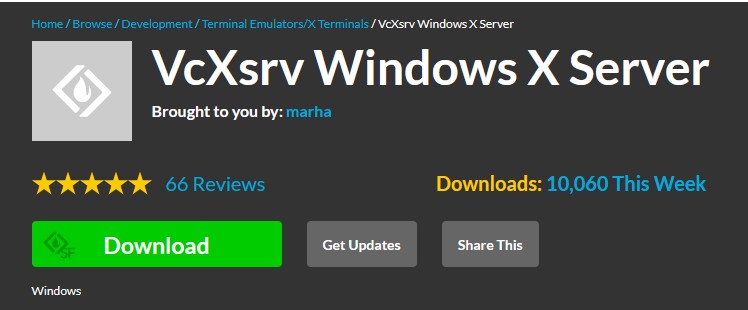 Home / Browse / Development / Terminal Emulators/X Terminals / VcXsrv Windows X Server
VcXsrv Windows X Server
Brought to you by: marha
66 Reviews
Downloads: 10,060 This Week
SF
Download
Get Updates
Share This
Windows